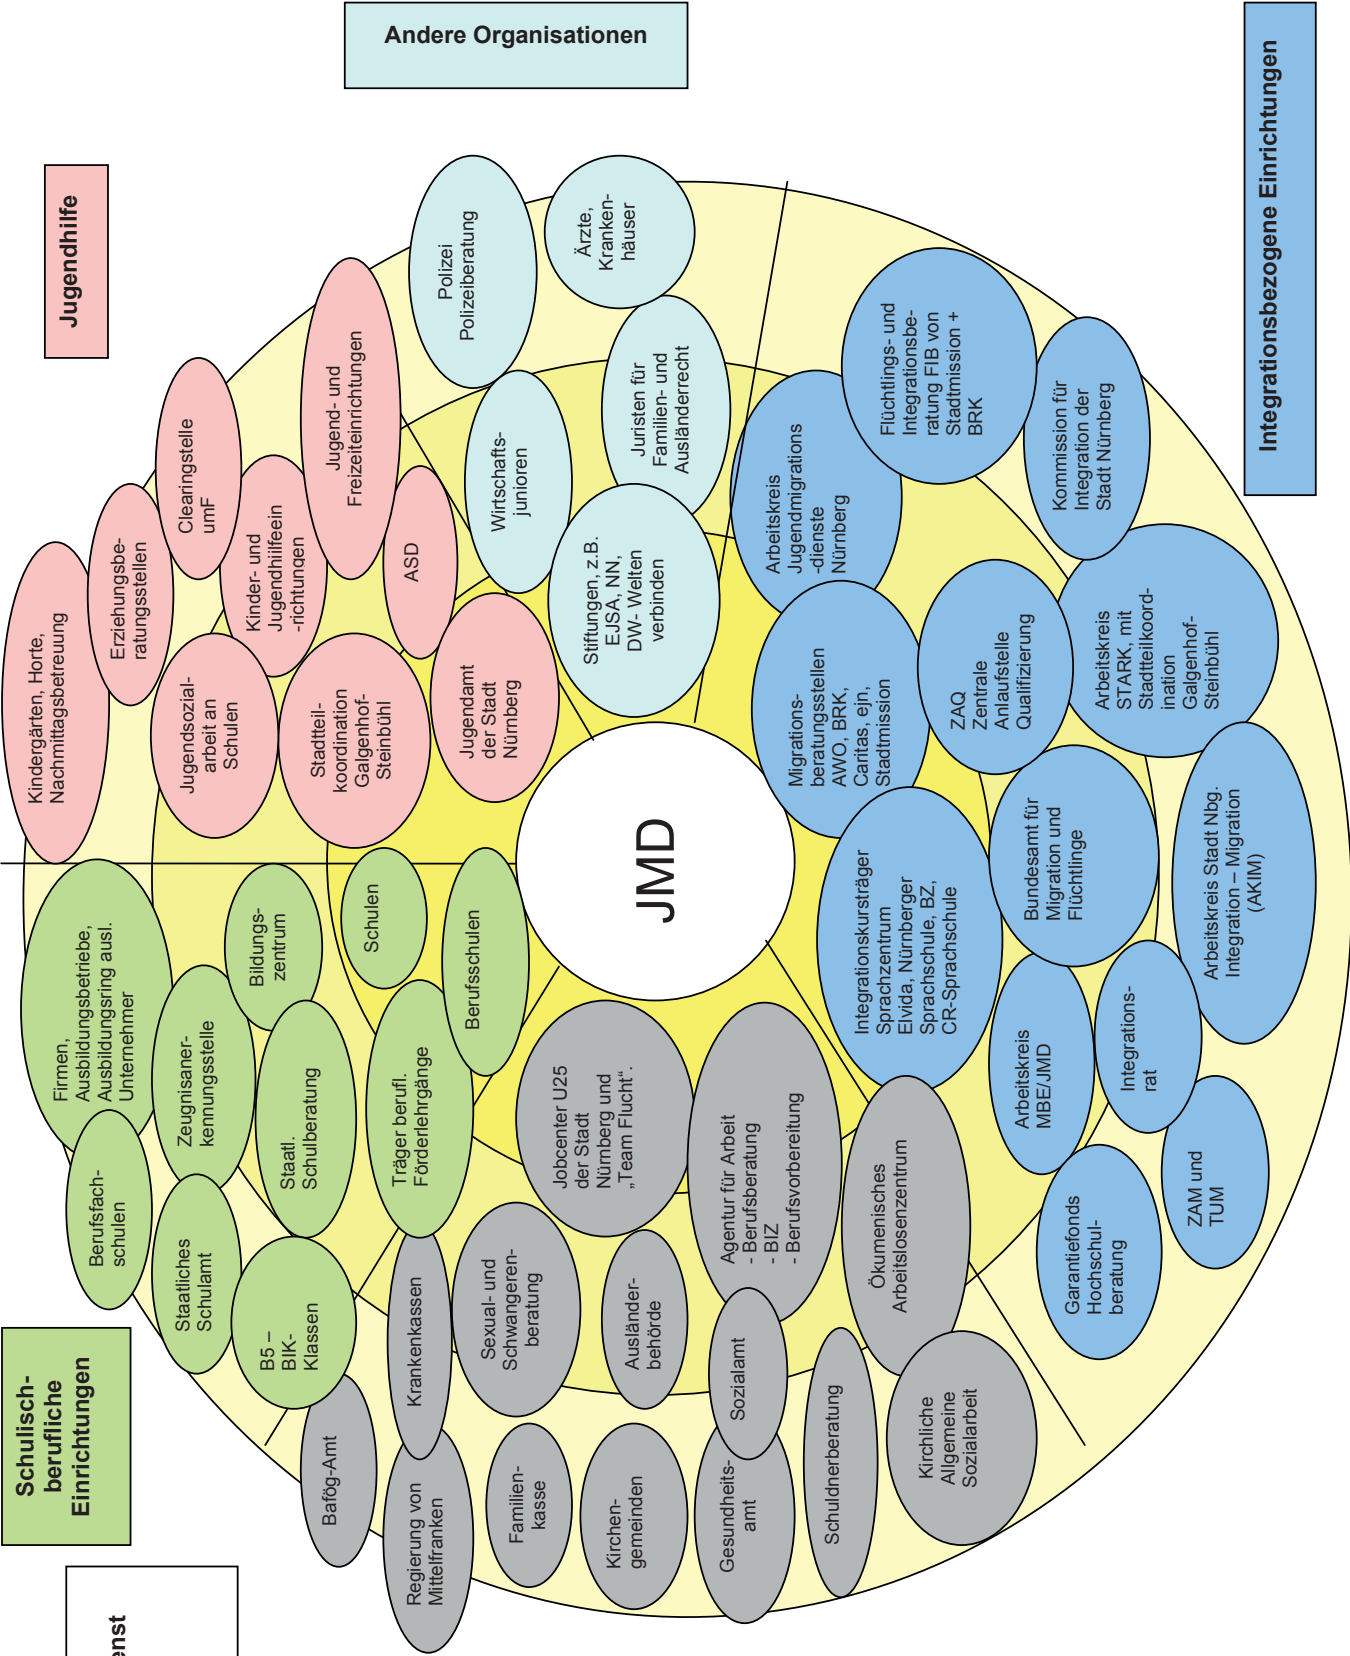 Andere Organisationen
Jugendhilfe
Integrationsbezogene Einrichtungen
Schulisch-
berufliche
Einrichtungen
enst
JMD
Kindergärten, Horte,
Nachmittagsbetreuung
Erziehungsbe-
ratungsstellen
Clearingstelle
umF
Kinder- und
Jugendhiilfeein
-richtungen
Jugend- und
Freizeiteinrichtungen
Jugendsozial-
arbeit an
Schulen
Stadtteil-
koordination
Galgenhof-
Steinbühl
ASD
Jugendamt
der Stadt
Nürnberg
Polizei
Polizeiberatung
Ärzte,
Kranken-
häuser
Wirtschafts-
junioren
Juristen für
Familien- und
Ausländerrecht
Stiftungen, z.B.
EJSA, NN,
DW- Welten
verbinden
Arbeitskreis
Jugendmigrations
-dienste
Nürnberg
Flüchtlings- und
Integrationsbe-
ratung FIB von
Stadtmission +
BRK
Kommission für
Integration der
Stadt Nürnberg
Migrations-
beratungsstellen
AWO, BRK,
Caritas, ejn,
Stadtmission
ZAQ
Zentrale
Anlaufstelle
Qualifizierung
Arbeitskreis
STARK, mit
Stadtteilkoord-
ination
Galgenhof-
Steinbühl
Integrationskursträger
Sprachzentrum
Elvida, Nürnberger
Sprachschule, BZ,
CR-Sprachschule
Bundesamt für
Migration und
Flüchtlinge
Arbeitskreis Stadt Nbg.
Integration – Migration
(AKIM)
Arbeitskreis
MBE/JMD
Integrations-
rat
Garantiefonds
Hochschul-
beratung
ZAM und
TUM
Firmen,
Ausbildungsbetriebe,
Ausbildungsring ausl.
Unternehmer
Berufsfach-
schulen
Zeugnisaner-
kennungsstelle
Bildungs-
zentrum
Schulen
Berufsschulen
Staatl.
Schulberatung
Träger berufl.
Förderlehrgänge
Staatliches
Schulamt
B5 –
BIK-
Klassen
Jobcenter U25
der Stadt
Nürnberg und
„Team Flucht“.
Agentur für Arbeit
- Berufsberatung
- BIZ
- Berufsvorbereitung
Ökumenisches
Arbeitslosenzentrum
Krankenkassen
Sexual- und
Schwangeren-
beratung
Ausländer-
behörde
Sozialamt
Bafög-Amt
Regierung von
Mittelfranken
Familien-
kasse
Kirchen-
gemeinden
Gesundheits-
amt
Schuldnerberatung
Kirchliche
Allgemeine
Sozialarbeit